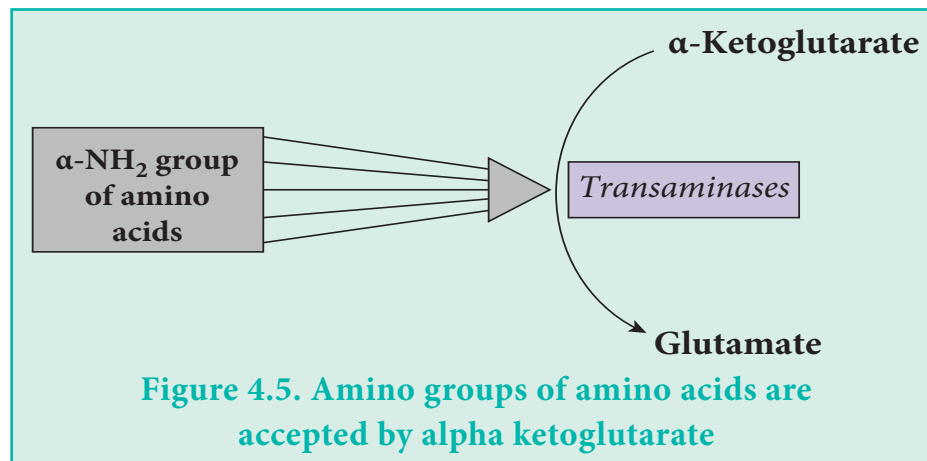 α-Ketoglutarate
α-NH₂ group
of amino
acids
Transaminases
Glutamate
Figure 4.5. Amino groups of amino acids are
accepted by alpha ketoglutarate